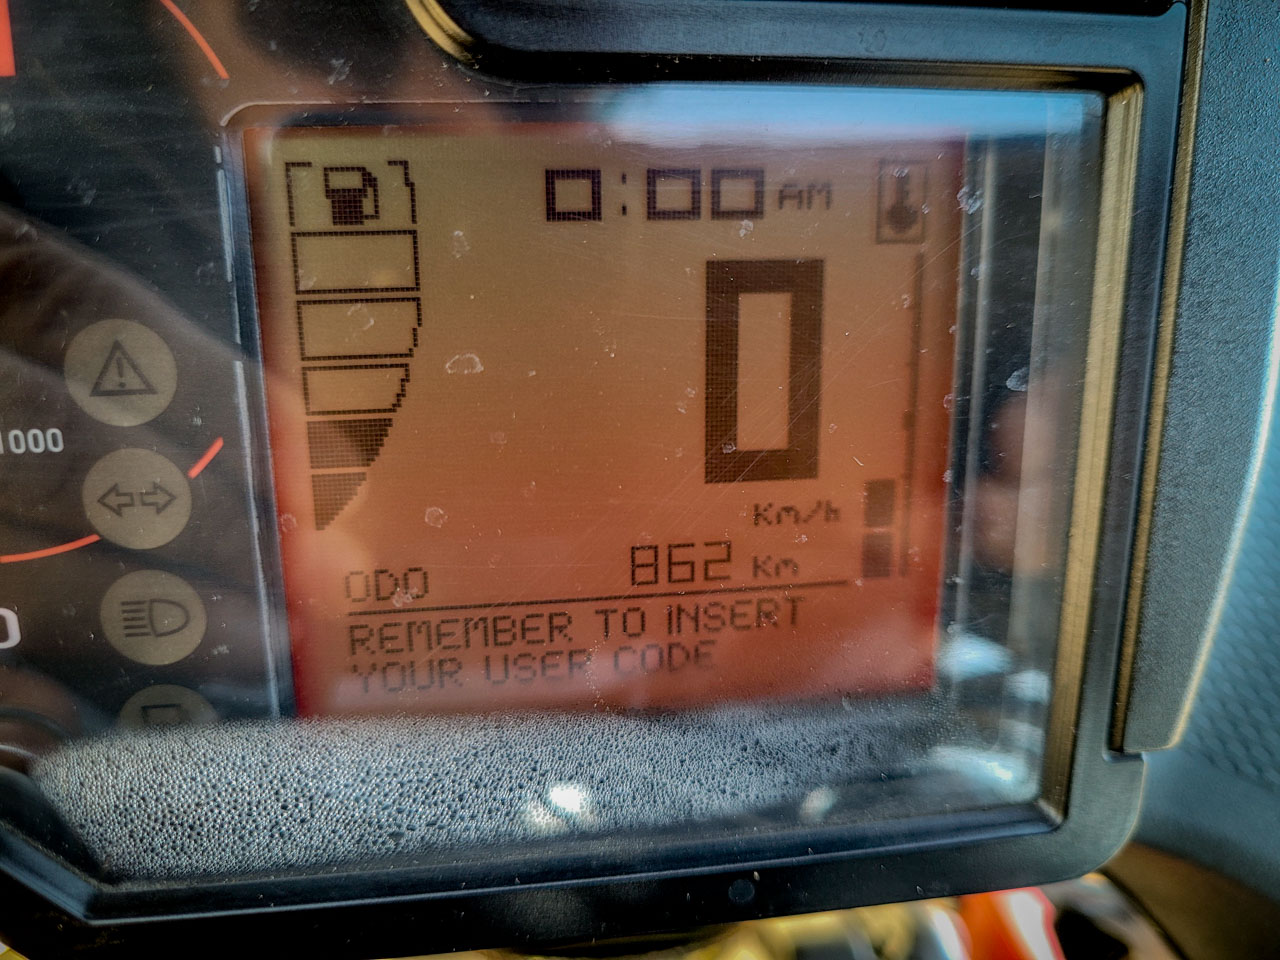 0:00 AM
0
Km/h
1000
ODO 862 Km
REMEMBER TO INSERT
YOUR USER CODE